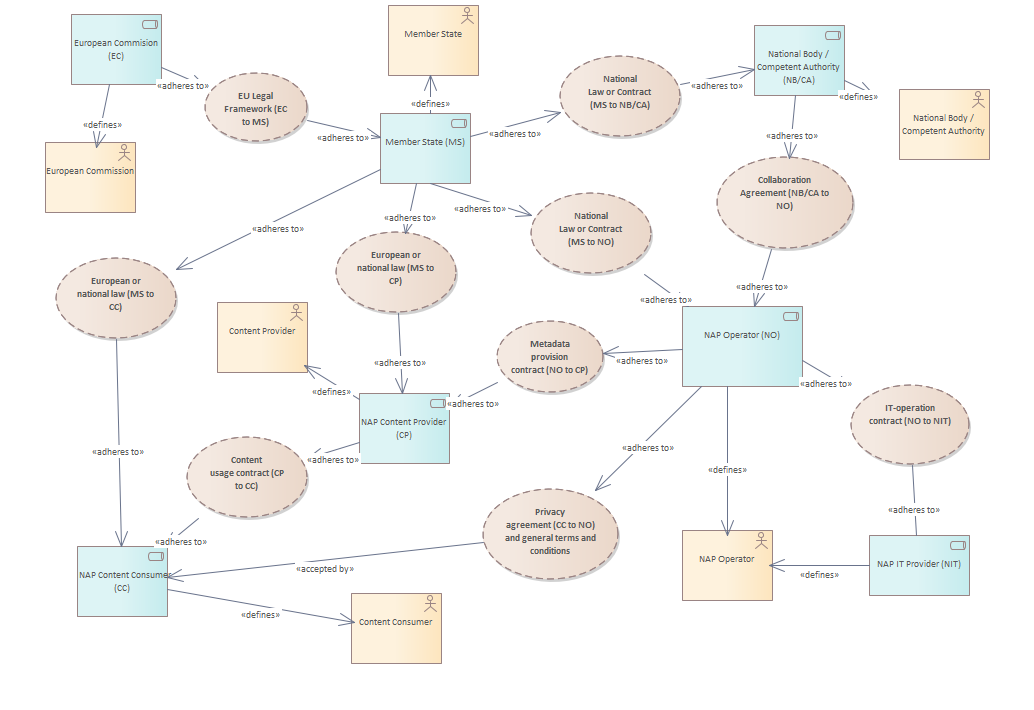 European Commision
(EC)
Member State
National Body /
Competent Authority
(NB/CA)
«adheres to»
EU Legal
Framework (EC
to MS)
«defines»
National
Law or Contract
(MS to NB/CA)
«adheres to»
«defines»
National Body /
Competent Authority
«defines»
European Commission
«adheres to»
Member State (MS)
«adheres to»
«adheres to»
Collaboration
Agreement (NB/CA to
NO)
«adheres to»
«adheres to»
«adheres to»
National
Law or Contract
(MS to NO)
European or
national law (MS to
CC)
European or
national law (MS to
CP)
«adheres to»
«adheres to»
Content Provider
Metadata
provision
contract (NO to CP)
«adheres to»
NAP Operator (NO)
«adheres to»
«adheres to»
«defines»
«adheres to»
NAP Content Provider
(CP)
IT-operation
contract (NO to NIT)
«adheres to»
«adheres to»
Content
usage contract (CP
to CC)
«adheres to»
«defines»
«adheres to»
Privacy
agreement (CC to NO)
and general terms and
conditions
«adheres to»
NAP Content Consumer
(CC)
«accepted by»
NAP Operator
«defines»
NAP IT Provider (NIT)
«defines»
Content Consumer